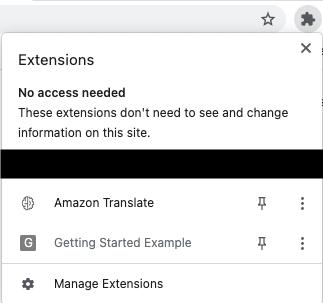 Extensions
No access needed
These extensions don't need to see and change
information on this site.
Amazon Translate
G Getting Started Example
Manage Extensions